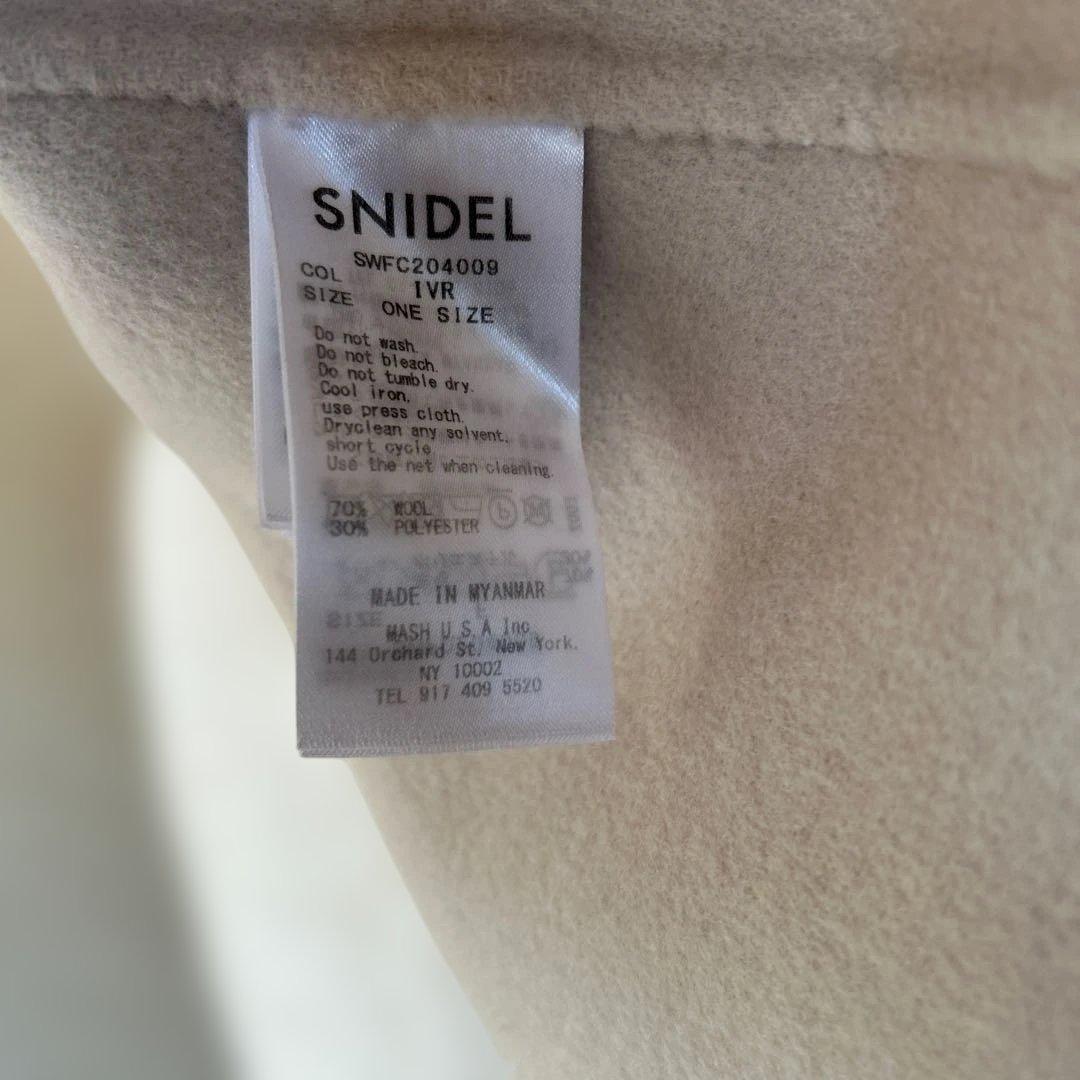 SNIDEL
SWFC204009
COL IVR
SIZE ONE SIZE
Do not wash.
Do not bleach.
Do not tumble dry.
Cool iron,
use press cloth.
Dryclean any solvent.
short cycle
Use the net when cleaning.
70% WOOL
30% POLYESTER
MADE IN MYANMAR
MASH U.S.A Inc
144 Orchard St. New York.
NY 10002
TEL 917 409 5520